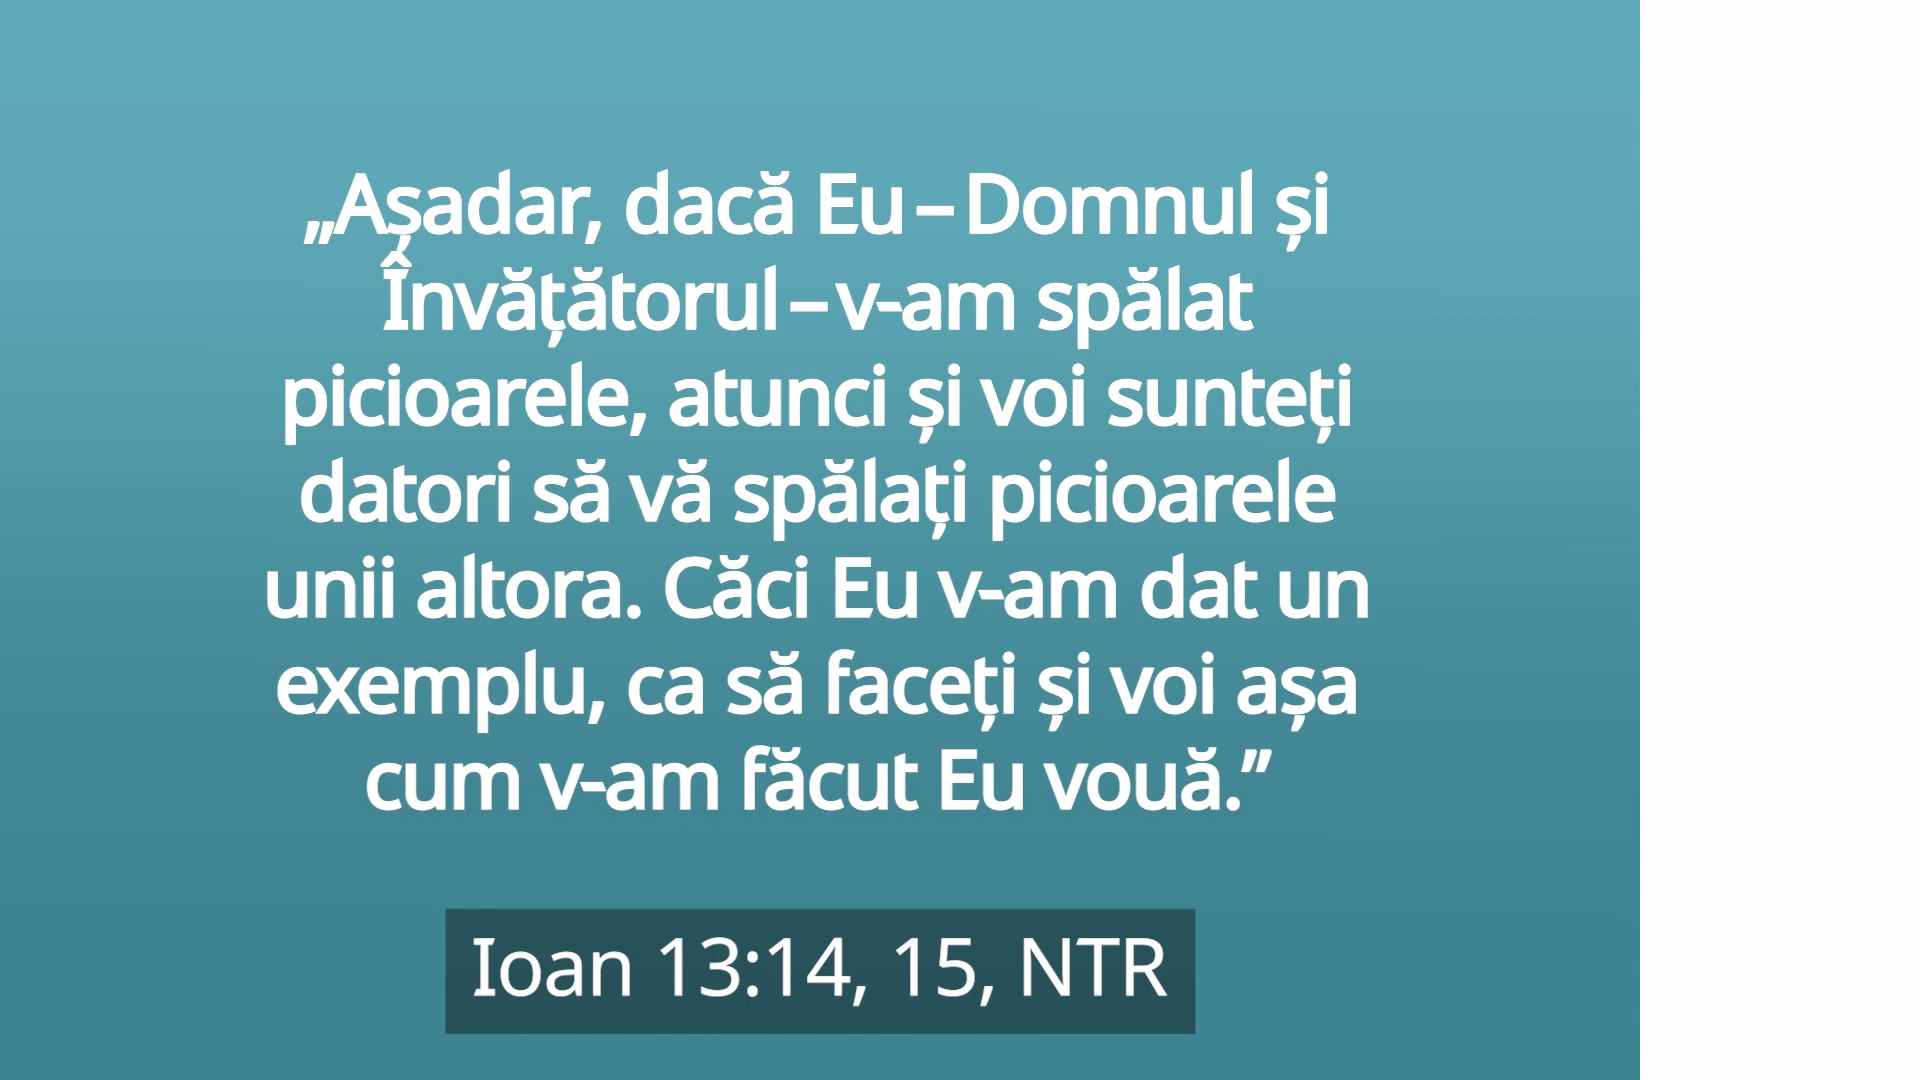 „Așadar, dacă Eu – Domnul și
Învățătorul – v-am spălat
picioarele, atunci și voi sunteți
datori să vă spălați picioarele
unii altora. Căci Eu v-am dat un
exemplu, ca să faceți și voi așa
cum v-am făcut Eu vouă.”
Ioan 13:14, 15, NTR